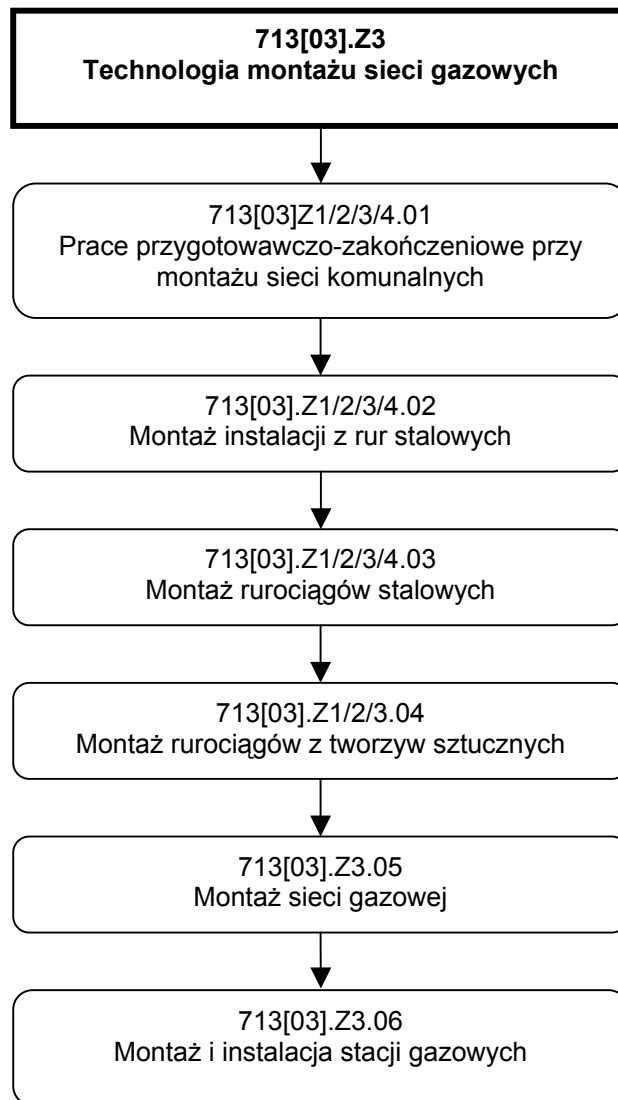 713[03].Z3
Technologia montażu sieci gazowych
713[03]Z1/2/3/4.01
Prace przygotowawczo-zakończeniowe przy
montażu sieci komunalnych
713[03].Z1/2/3/4.02
Montaż instalacji z rur stalowych
713[03].Z1/2/3/4.03
Montaż rurociągów stalowych
713[03].Z1/2/3.04
Montaż rurociągów z tworzyw sztucznych
713[03].Z3.05
Montaż sieci gazowej
713[03].Z3.06
Montaż i instalacja stacji gazowych